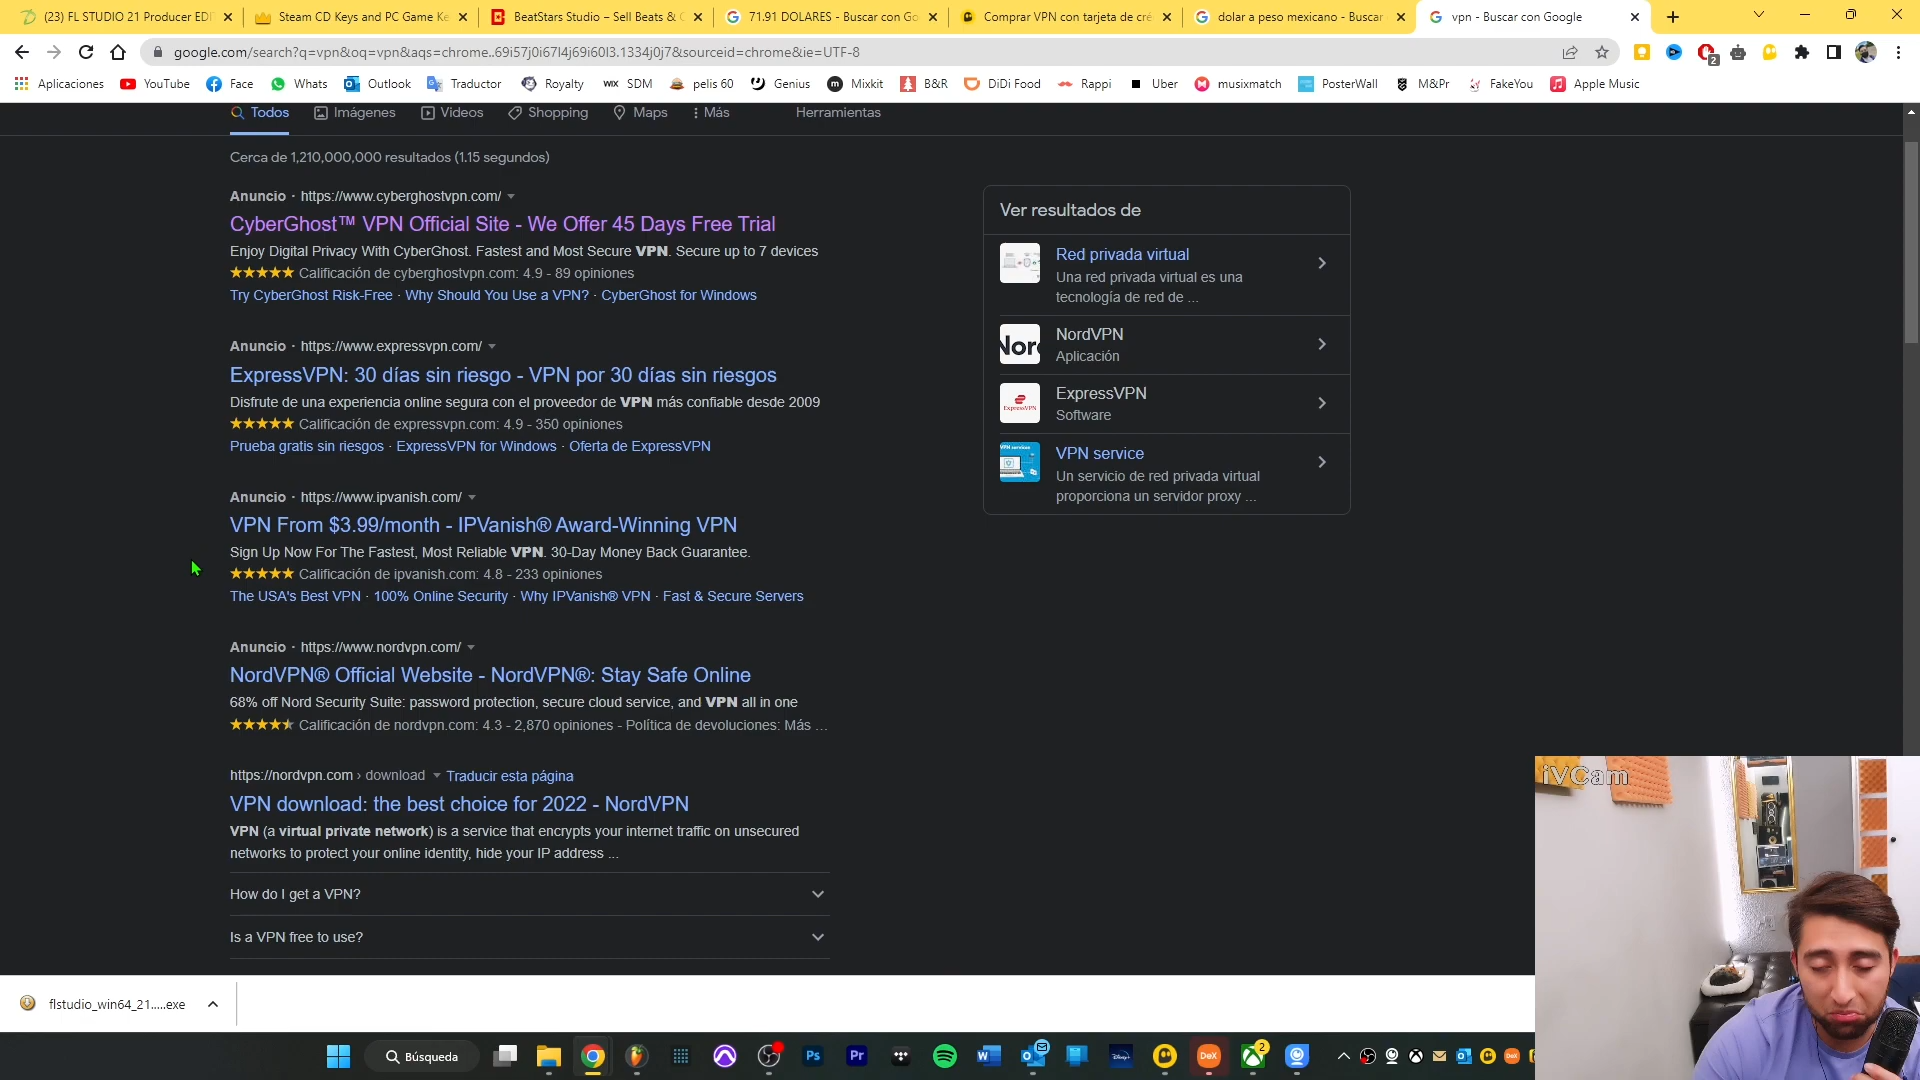 (23) FL STUDIO 21 Producer EDI
Steam CD Keys and PC Game Ke
BeatStars Studio – Sell Beats & C
71.91 DOLARES - Buscar con Go
Comprar VPN con tarjeta de cré
dolar a peso mexicano - Buscar
vpn - Buscar con Google
google.com/search?q=vpn&oq=vpn&aqs=chrome..69i57j0i67l4j69i60l3.1334j0j7&sourceid=chrome&ie=UTF-8
2
Aplicaciones YouTube Face Whats Outlook Traductor Royalty WIX SDM pelis 60 Genius Mixkit B&R DiDi Food Rappi Uber musixmatch PosterWall M&Pr FakeYou Apple Music
Todos Imágenes Videos Shopping Maps Más Herramientas
Cerca de 1,210,000,000 resultados (1.15 segundos)
Anuncio · https://www.cyberghostvpn.com/
CyberGhost™ VPN Official Site - We Offer 45 Days Free Trial
Enjoy Digital Privacy With CyberGhost. Fastest and Most Secure VPN. Secure up to 7 devices
Calificación de cyberghostvpn.com: 4.9 - 89 opiniones
Try CyberGhost Risk-Free · Why Should You Use a VPN? · CyberGhost for Windows
Anuncio · https://www.expressvpn.com/
ExpressVPN: 30 días sin riesgo - VPN por 30 días sin riesgos
Disfrute de una experiencia online segura con el proveedor de VPN más confiable desde 2009
Calificación de expressvpn.com: 4.9 - 350 opiniones
Prueba gratis sin riesgos · ExpressVPN for Windows · Oferta de ExpressVPN
Anuncio · https://www.ipvanish.com/
VPN From $3.99/month - IPVanish® Award-Winning VPN
Sign Up Now For The Fastest, Most Reliable VPN. 30-Day Money Back Guarantee.
Calificación de ipvanish.com: 4.8 - 233 opiniones
The USA's Best VPN · 100% Online Security · Why IPVanish® VPN · Fast & Secure Servers
Anuncio · https://www.nordvpn.com/
NordVPN® Official Website - NordVPN®: Stay Safe Online
68% off Nord Security Suite: password protection, secure cloud service, and VPN all in one
Calificación de nordvpn.com: 4.3 - 2,870 opiniones - Política de devoluciones: Más ...
https://nordvpn.com › download Traducir esta página
VPN download: the best choice for 2022 - NordVPN
VPN (a virtual private network) is a service that encrypts your internet traffic on unsecured
networks to protect your online identity, hide your IP address ...
How do I get a VPN?
Is a VPN free to use?
Ver resultados de
Red privada virtual
Una red privada virtual es una
tecnología de red de ...
Nor
NordVPN
Aplicación
ExpressVPN
ExpressVPN
Software
VPN service
Un servicio de red privada virtual
proporciona un servidor proxy ...
iVCam
flstudio_win64_21.....exe
Búsqueda
Ps
Pr
Disney+
DeX
2
DeX